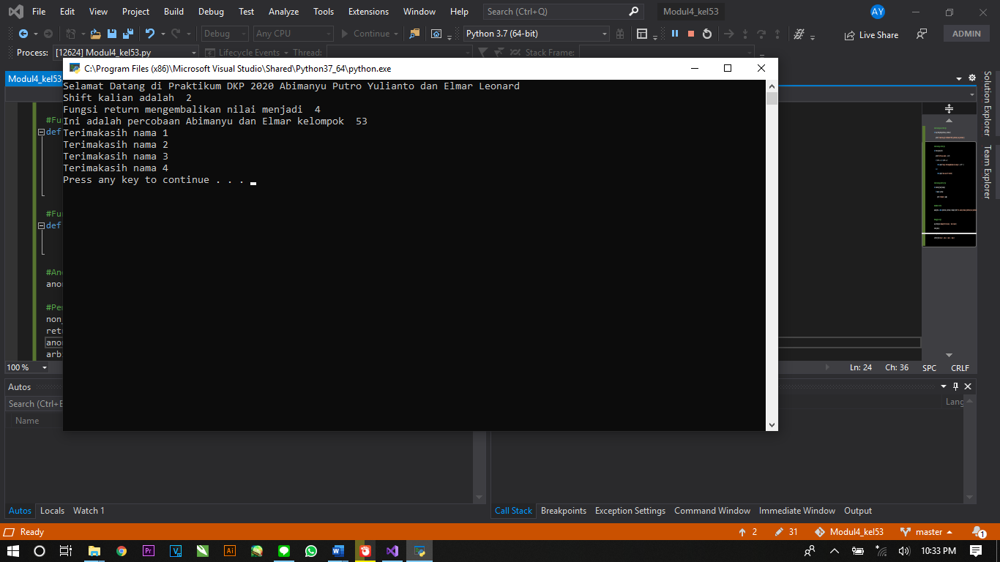 File Edit View Project Build Debug Test Analyze Tools Extensions Window Help Search (Ctrl+Q) Modul4_kel53 AY
Debug Any CPU Continue Python 3.7 (64-bit) Live Share ADMIN
Process: [12624] Modul4_kel53.py Lifecycle Events Thread: Stack Frame:
C:\Program Files (x86)\Microsoft Visual Studio\Shared\Python37_64\python.exe
Modul4_kel53
Selamat Datang di Praktikum DKP 2020 Abimanyu Putro Yulianto dan Elmar Leonard
Shift kalian adalah  2
Fungsi return mengembalikan nilai menjadi  4
Ini adalah percobaan Abimanyu dan Elmar kelompok  53
Terimakasih nama 1
Terimakasih nama 2
Terimakasih nama 3
Terimakasih nama 4
Press any key to continue . . .
#Fu
def
#Fu
def
#An
ano
#Pe
non
ret
ano
arb
Solution Explorer
Team Explorer
100 % Ln: 24 Ch: 36 SPC CRLF
Autos
Search (Ctrl+E
Name
Lang
Autos Locals Watch 1
Call Stack Breakpoints Exception Settings Command Window Immediate Window Output
Ready 2 31 Modul4_kel53 master 1
10:33 PM